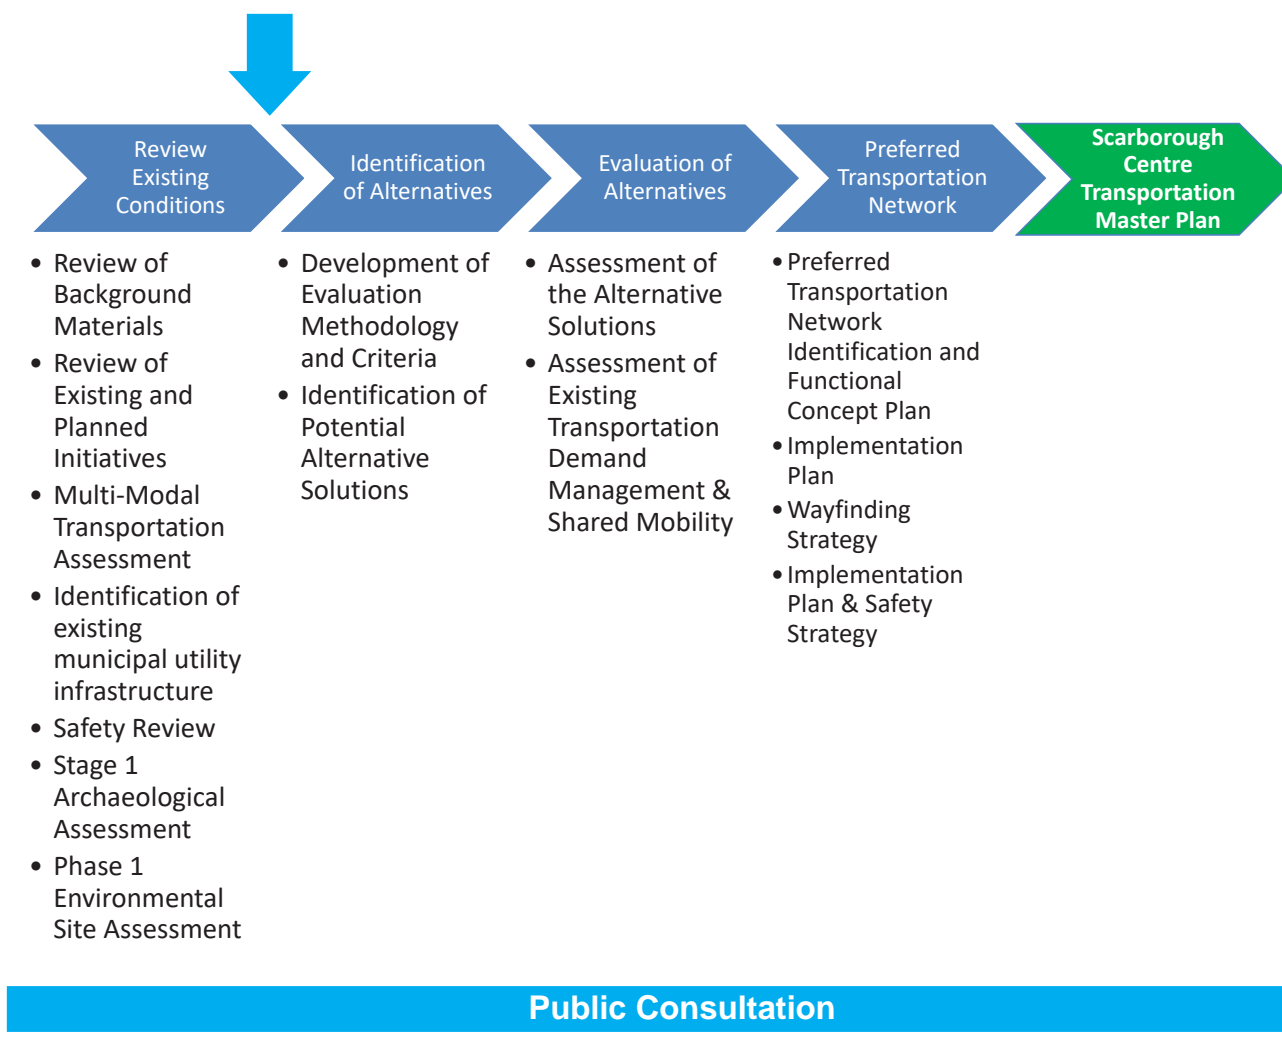 Review
Existing
Conditions
Identification
of Alternatives
Evaluation of
Alternatives
Preferred
Transportation
Network
Scarborough
Centre
Transportation
Master Plan
• Review of
Background
Materials
• Review of
Existing and
Planned
Initiatives
• Multi-Modal
Transportation
Assessment
• Identification of
existing
municipal utility
infrastructure
• Safety Review
• Stage 1
Archaeological
Assessment
• Phase 1
Environmental
Site Assessment
• Development of
Evaluation
Methodology
and Criteria
• Identification of
Potential
Alternative
Solutions
• Assessment of
the Alternative
Solutions
• Assessment of
Existing
Transportation
Demand
Management &
Shared Mobility
• Preferred
Transportation
Network
Identification and
Functional
Concept Plan
• Implementation
Plan
• Wayfinding
Strategy
• Implementation
Plan & Safety
Strategy
Public Consultation